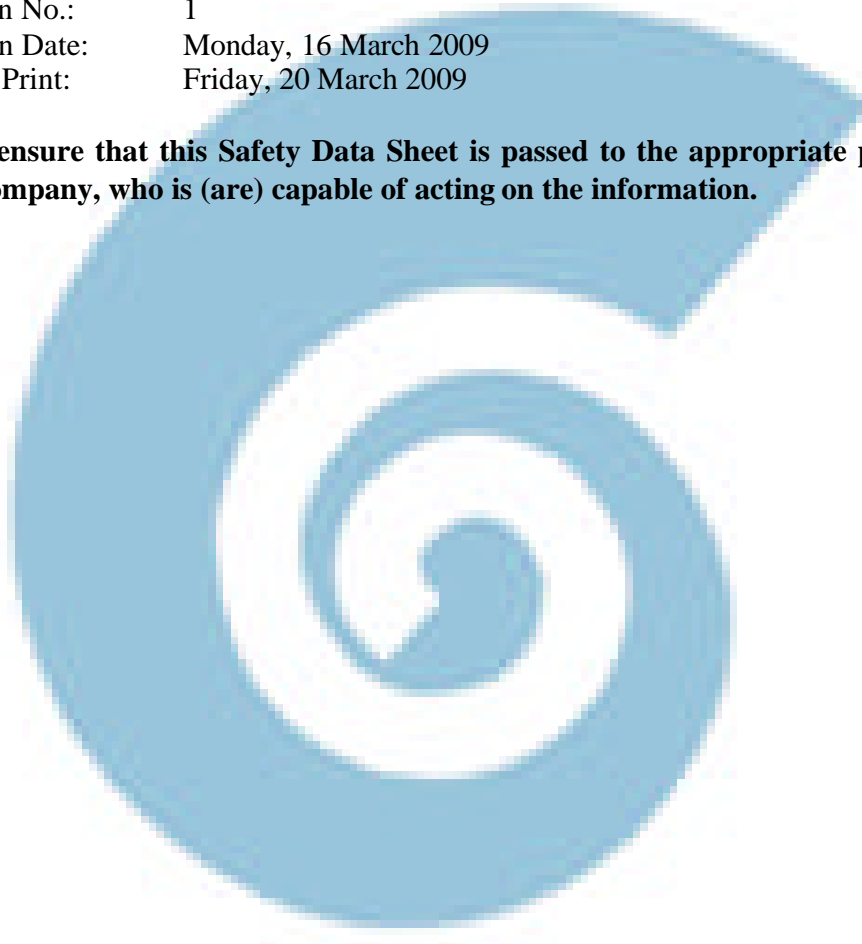 n No.: 1
n Date: Monday, 16 March 2009
Print: Friday, 20 March 2009
ensure that this Safety Data Sheet is passed to the appropriate p
ompany, who is (are) capable of acting on the information.